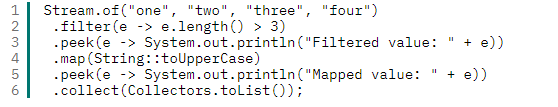 1 Stream.of("one", "two", "three", "four")
2 .filter(e -> e.length() > 3)
3 .peek(e -> System.out.println("Filtered value: " + e))
4 .map(String::toUpperCase)
5 .peek(e -> System.out.println("Mapped value: " + e))
6 .collect(Collectors.toList());